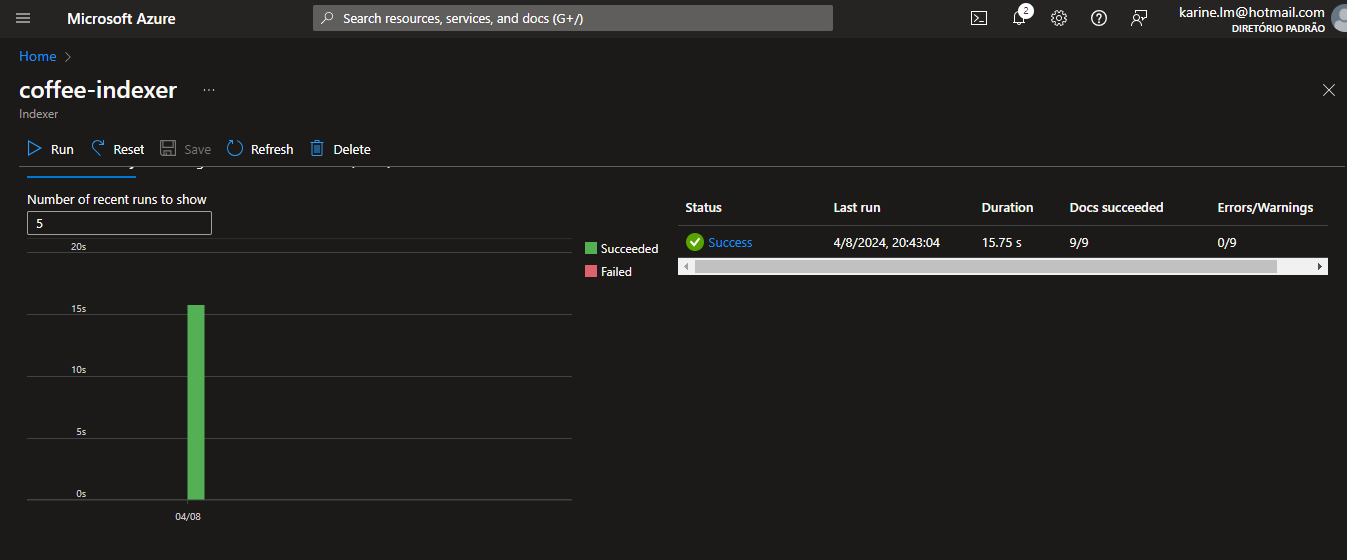 Microsoft Azure
Search resources, services, and docs (G+/)
2
karine.lm@hotmail.com
DIRETÓRIO PADRÃO
Home >
coffee-indexer ...
Indexer
Run Reset Save Refresh Delete
Number of recent runs to show
5
20s
15s
10s
5s
0s
04/08
Succeeded
Failed
Status Last run Duration Docs succeeded Errors/Warnings
Success 4/8/2024, 20:43:04 15.75 s 9/9 0/9